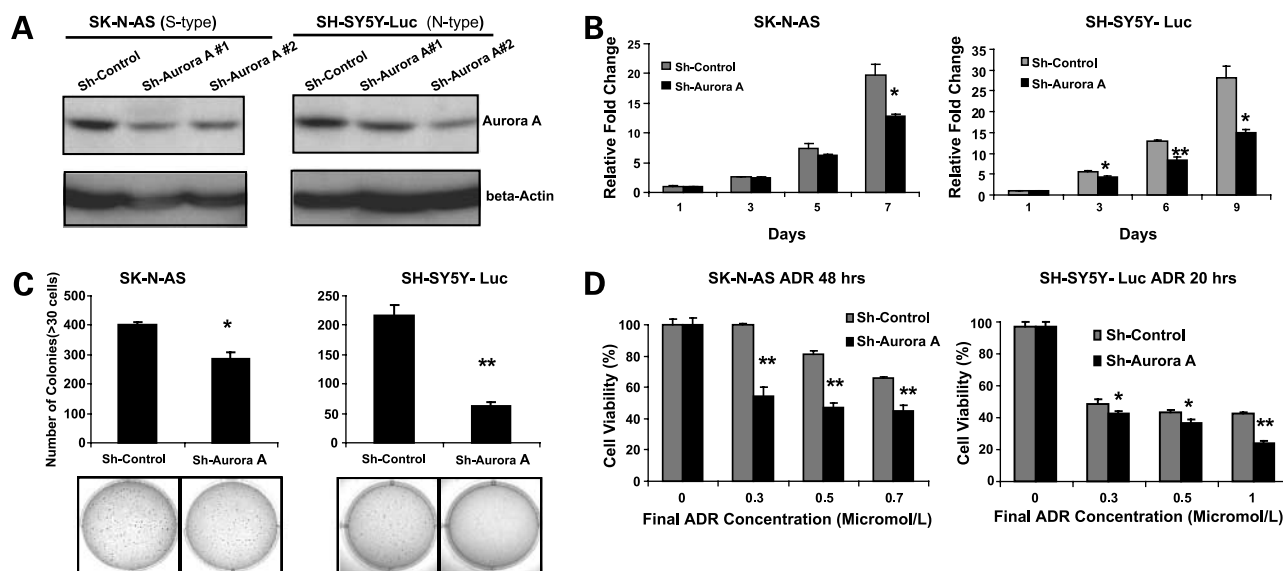 A
SK-N-AS (S-type)
SH-SY5Y-Luc (N-type)
Sh-Control
Sh-Aurora A #1
Sh-Aurora A #2
Sh-Control
Sh-Aurora A#1
Sh-Aurora A#2
Aurora A
beta-Actin
B
SK-N-AS
Relative Fold Change
25
20
15
10
5
0
Sh-Control
Sh-Aurora A
*
1 3 5 7
Days
SH-SY5Y- Luc
Relative Fold Change
35
30
25
20
15
10
5
0
Sh-Control
Sh-Aurora A
* ** *
1 3 6 9
Days
C
SK-N-AS
Number of Colonies(>30 cells)
500
400
300
200
100
0
*
Sh-Control Sh-Aurora A
SH-SY5Y- Luc
250
200
150
100
50
0
**
Sh-Control Sh-Aurora A
D
SK-N-AS ADR 48 hrs
Cell Viability (%)
120
100
80
60
40
20
0
Sh-Control
Sh-Aurora A
** ** **
0 0.3 0.5 0.7
Final ADR Concentration (Micromol/L)
SH-SY5Y- Luc ADR 20 hrs
Cell Viability (%)
120
100
80
60
40
20
0
Sh-Control
Sh-Aurora A
* * **
0 0.3 0.5 1
Final ADR Concentration (Micromol/L)